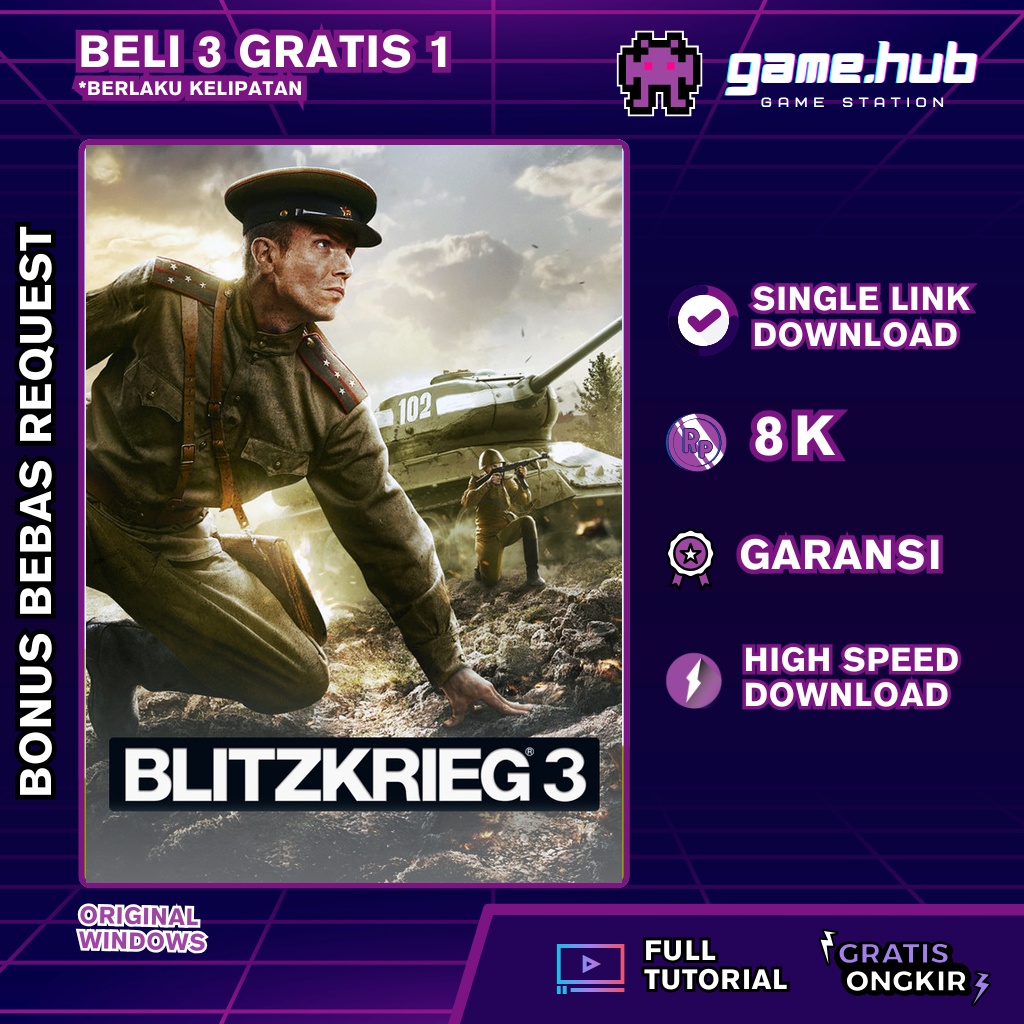 BELI 3 GRATIS 1
*BERLAKU KELIPATAN
game.hub
GAME STATION
BONUS BEBAS REQUEST
102
SINGLE LINK
DOWNLOAD
RP
8K
GARANSI
HIGH SPEED
DOWNLOAD
BLITZKRIEG® 3
ORIGINAL
WINDOWS
FULL
TUTORIAL
GRATIS
ONGKIR